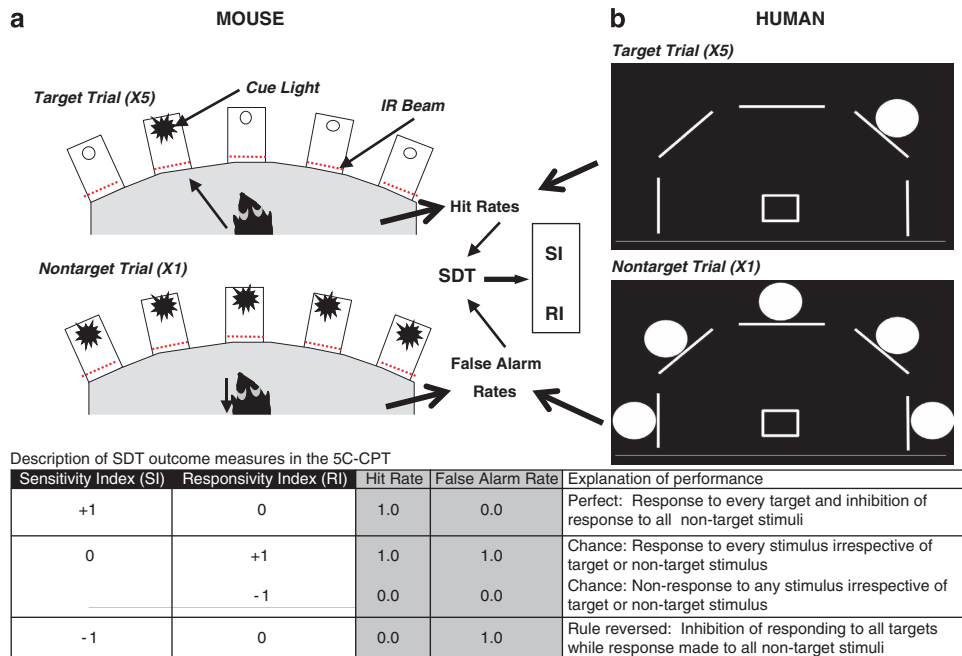 a MOUSE
b HUMAN
Target Trial (X5)
Cue Light
IR Beam
Target Trial (X5)
Hit Rates
SDT
SI
RI
Nontarget Trial (X1)
Nontarget Trial (X1)
False Alarm
Rates
Description of SDT outcome measures in the 5C-CPT
Sensitivity Index (SI) Responsivity Index (RI) Hit Rate False Alarm Rate Explanation of performance
+1 0 1.0 0.0 Perfect: Response to every target and inhibition of
response to all non-target stimuli
0 +1 1.0 1.0 Chance: Response to every stimulus irrespective of
target or non-target stimulus
-1 0.0 0.0 Chance: Non-response to any stimulus irrespective of
target or non-target stimulus
-1 0 0.0 1.0 Rule reversed: Inhibition of responding to all targets
while response made to all non-target stimuli